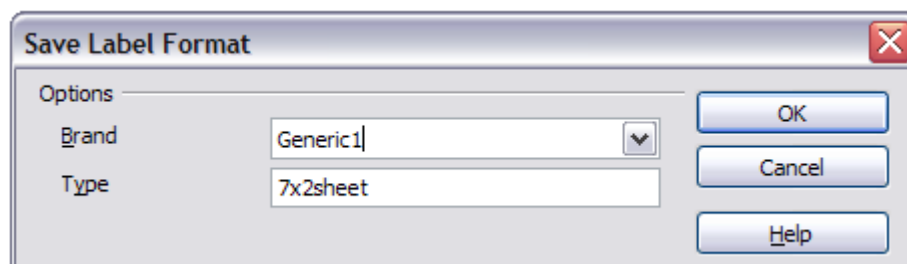 Save Label Format
Options
Brand
Generic1
Type
7x2sheet
OK
Cancel
Help